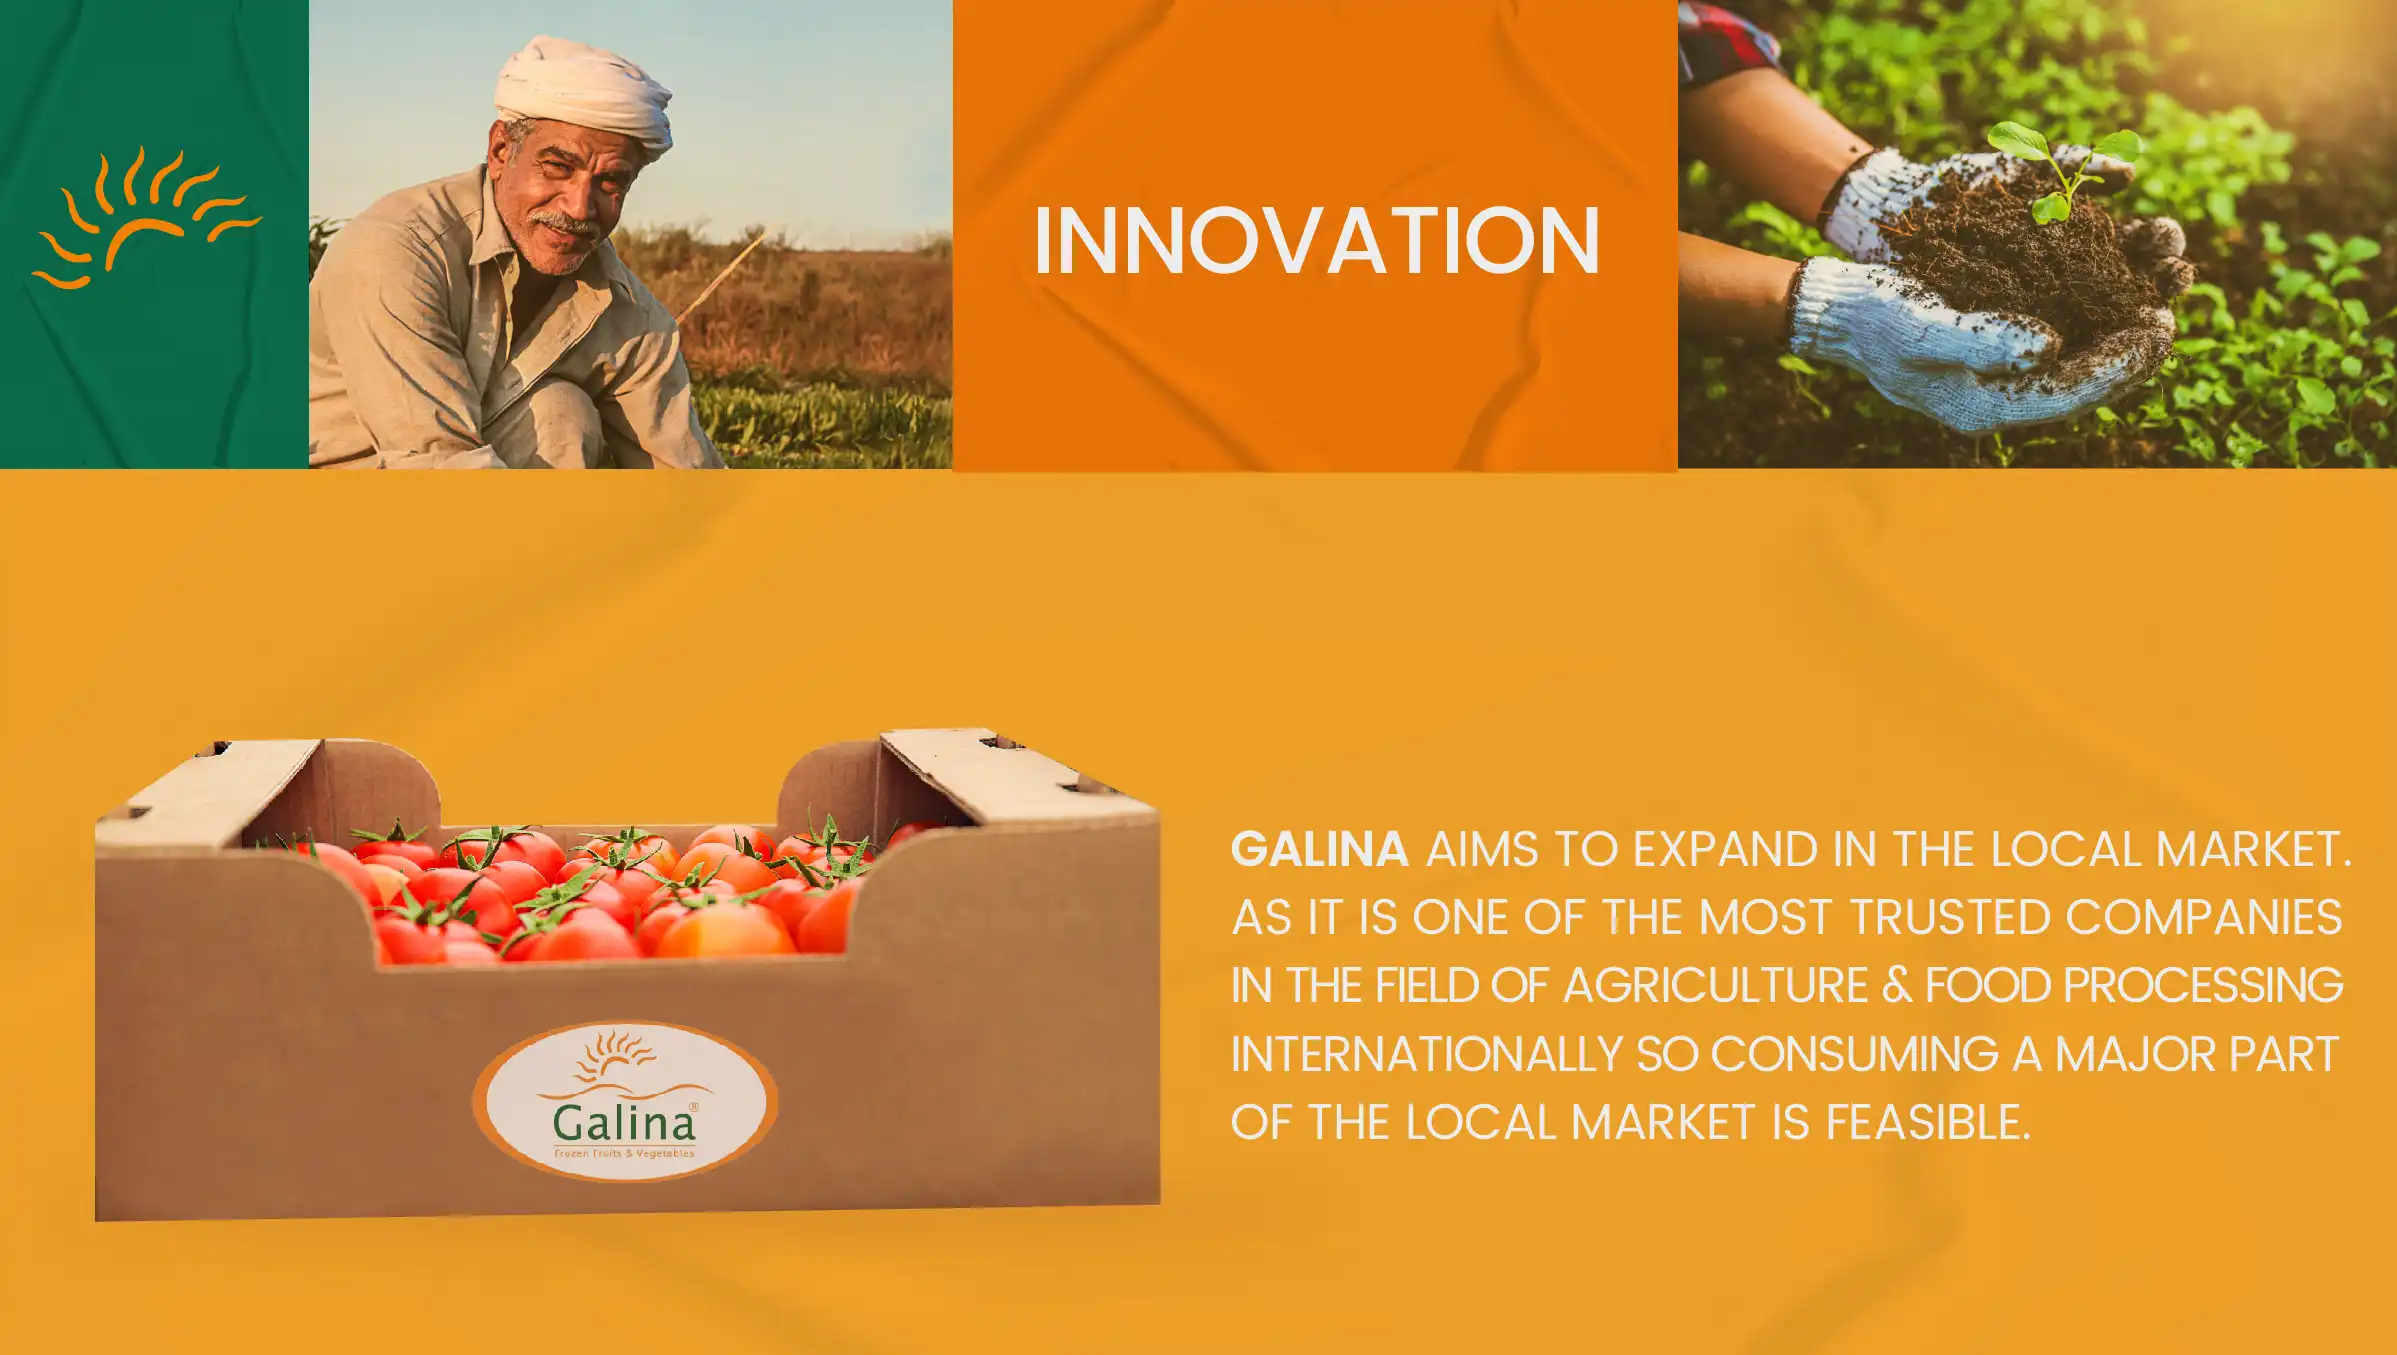 INNOVATION
GALINA AIMS TO EXPAND IN THE LOCAL MARKET.
AS IT IS ONE OF THE MOST TRUSTED COMPANIES
IN THE FIELD OF AGRICULTURE & FOOD PROCESSING
INTERNATIONALLY SO CONSUMING A MAJOR PART
OF THE LOCAL MARKET IS FEASIBLE.
Galina®
Frozen Fruits & Vegetables